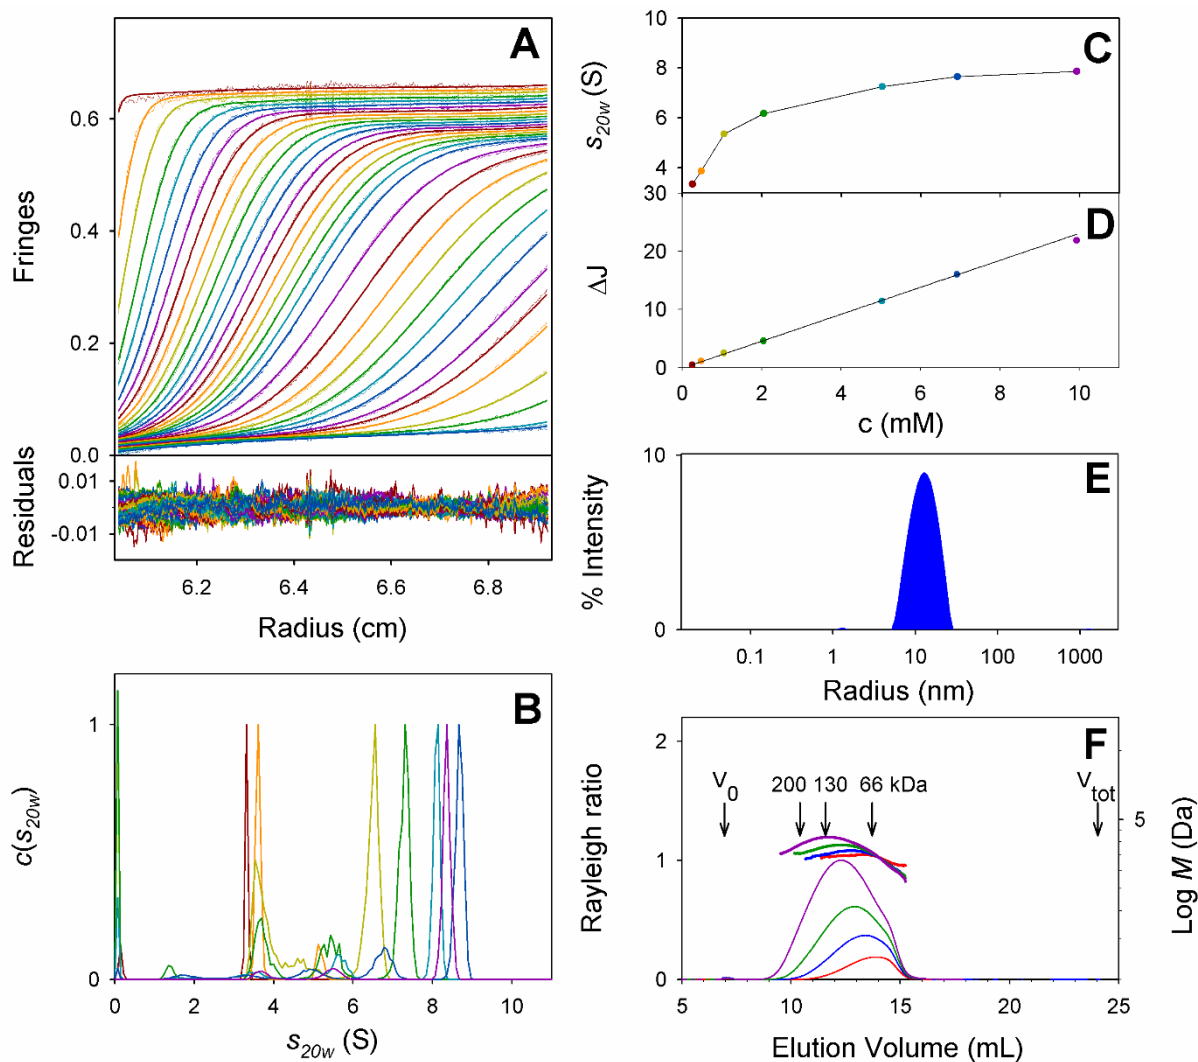 A
Fringes
0.6
0.4
0.2
0.0
Residuals
0.01
-0.01
6.2
6.4
6.6
6.8
Radius (cm)
B
c(s20w)
1
0
0
2
4
6
8
10
s20w (S)
C
s20w (S)
10
8
6
4
30
D
ΔJ
20
10
0
0
2
4
6
8
10
c (mM)
E
% Intensity
10
0
0.1
1
10
100
1000
Radius (nm)
F
Rayleigh ratio
2
1
0
V0
200
130
66 kDa
Vtot
5
Log M (Da)
5
10
15
20
25
Elution Volume (mL)